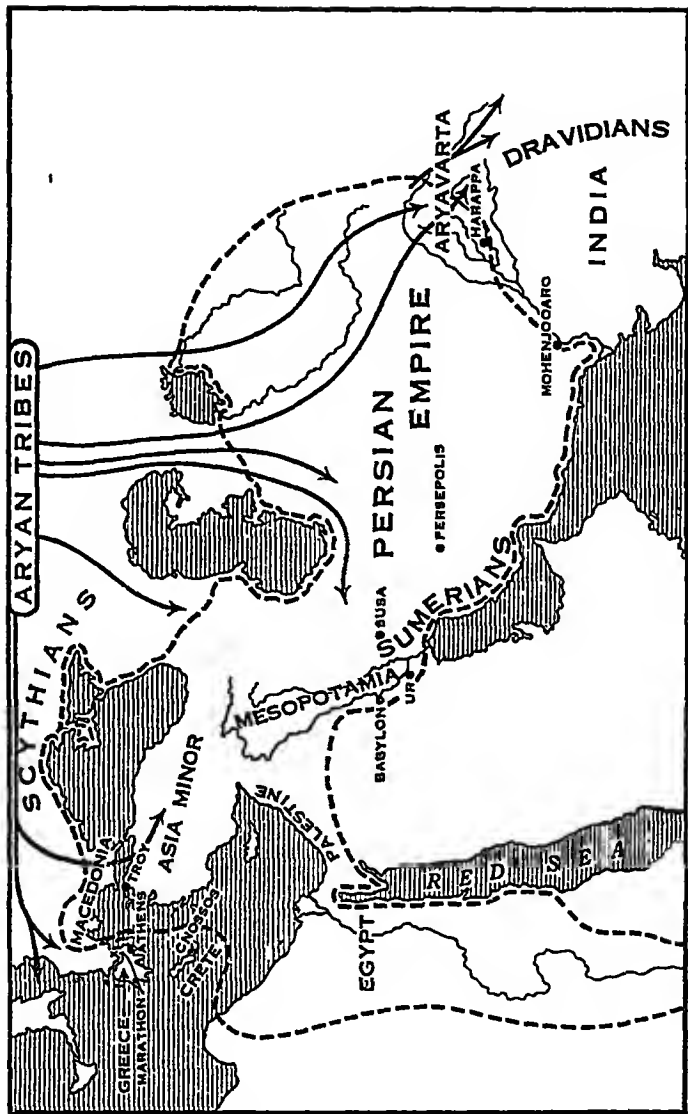 ARYAN TRIBES
SCYTHIANS
MACEDONIA
TROY
ASIA MINOR
GREECE
MARATHON
ATHENS
CNOSSOS
CRETE
PALESTINE
EGYPT
RED SEA
MESOPOTAMIA
BABYLON
UR
SUSA
SUMERIANS
PERSIAN
EMPIRE
PERSEPOLIS
ARYAVARTA
HARAPPA
MOHENJODARO
DRAVIDIANS
INDIA